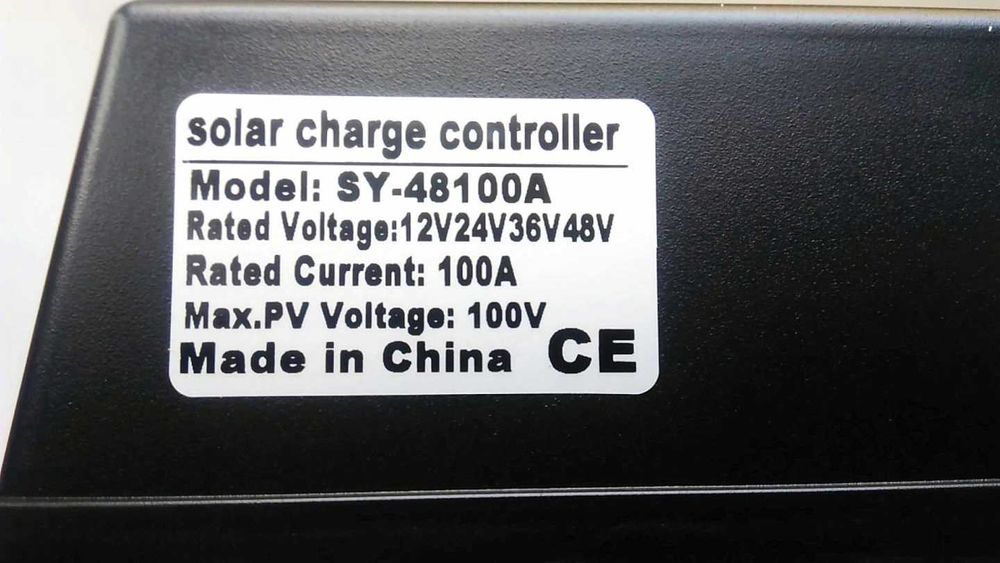 solar charge controller
Model: SY-48100A
Rated Voltage:12V24V36V48V
Rated Current: 100A
Max.PV Voltage: 100V
Made in China CE